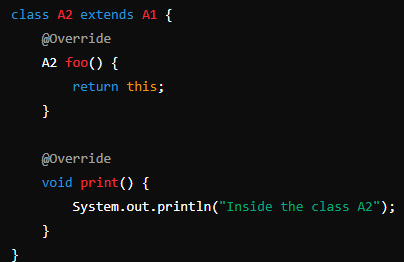 class A2 extends A1 {
    @Override
    A2 foo() {
        return this;
    }

    @Override
    void print() {
        System.out.println("Inside the class A2");
    }
}